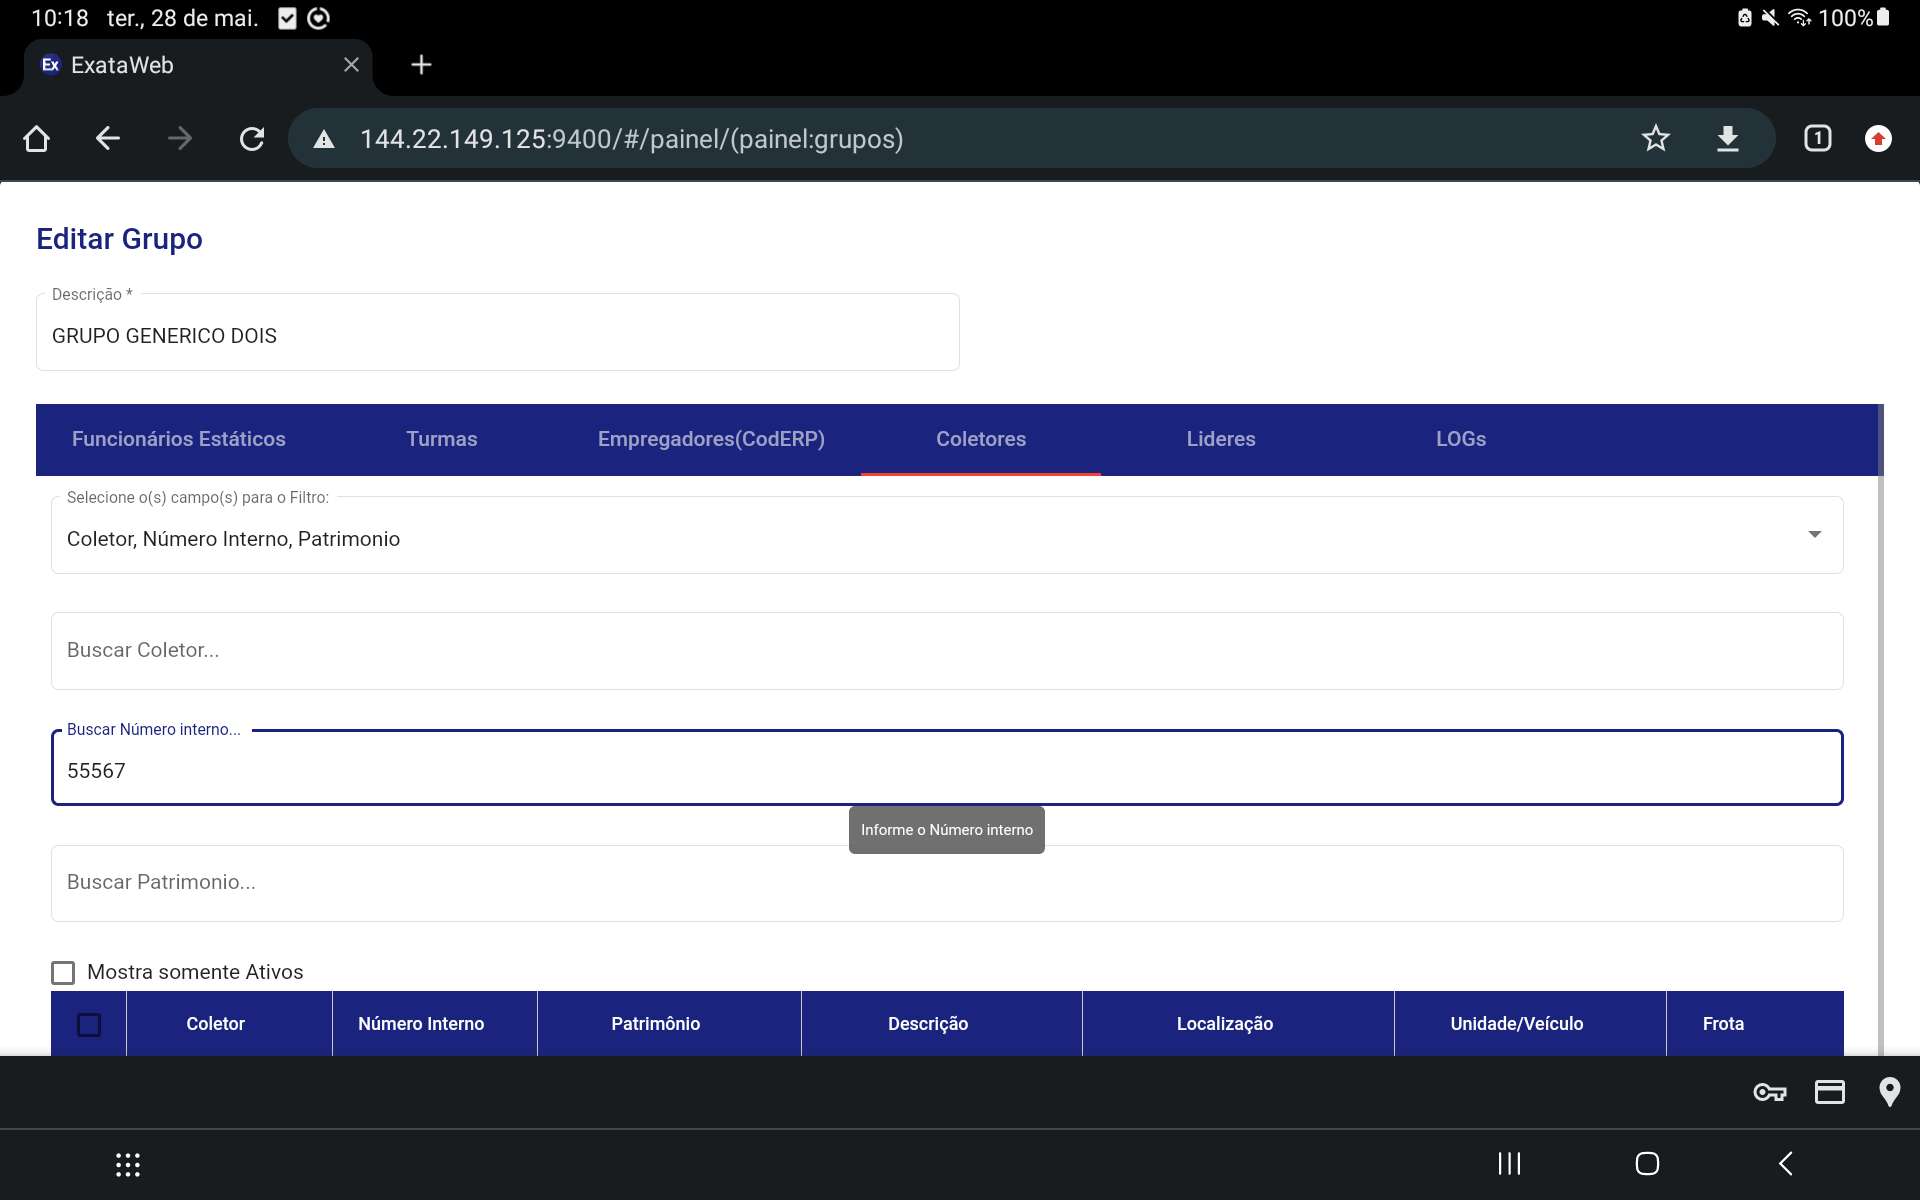 10:18 ter., 28 de mai.
100%
Ex ExataWeb
144.22.149.125:9400/#/painel/(painel:grupos)
1
Editar Grupo
Descrição *
GRUPO GENERICO DOIS
Funcionários Estáticos Turmas Empregadores(CodERP) Coletores Lideres LOGs
Selecione o(s) campo(s) para o Filtro:
Coletor, Número Interno, Patrimonio
Buscar Coletor...
Buscar Número interno...
55567
Informe o Número interno
Buscar Patrimonio...
Mostra somente Ativos
Coletor Número Interno Patrimônio Descrição Localização Unidade/Veículo Frota